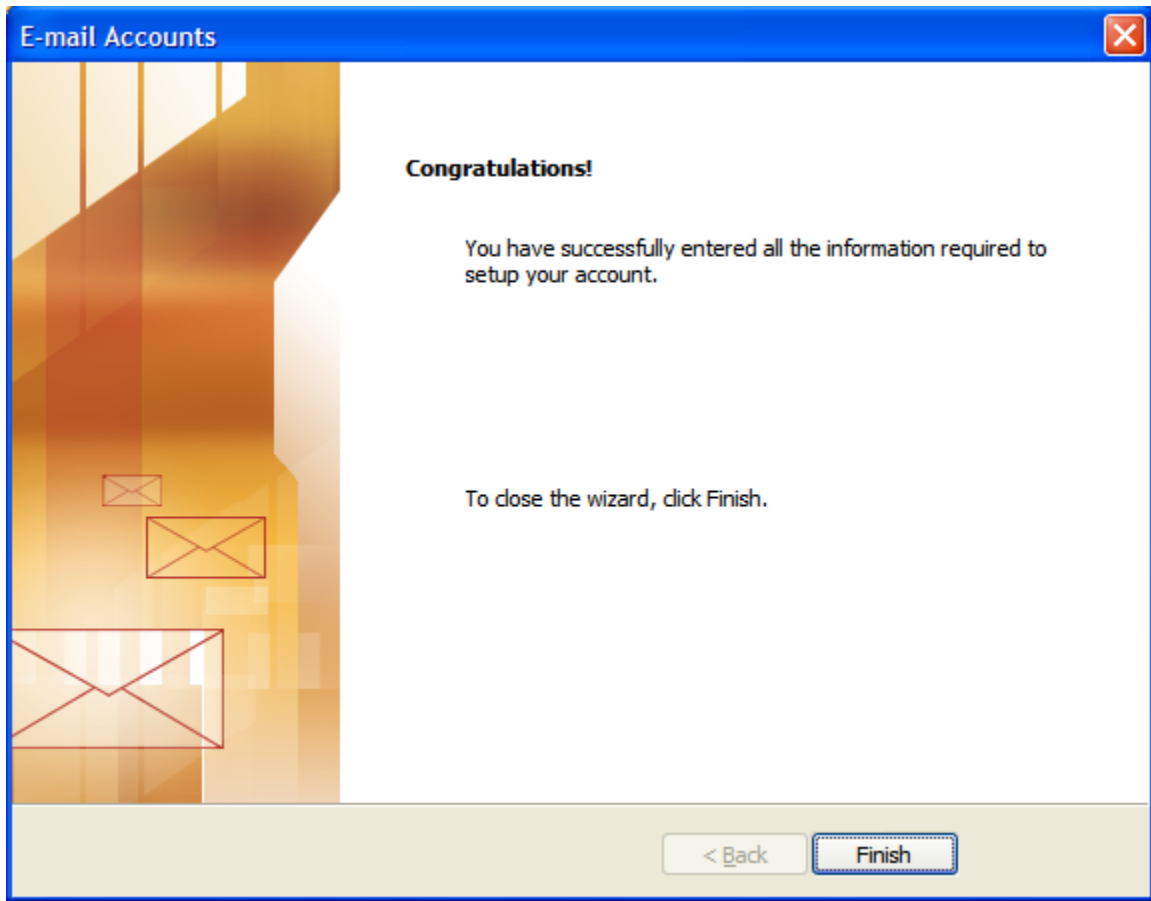 E-mail Accounts
Congratulations!
You have successfully entered all the information required to
setup your account.
To close the wizard, click Finish.
< Back
Finish